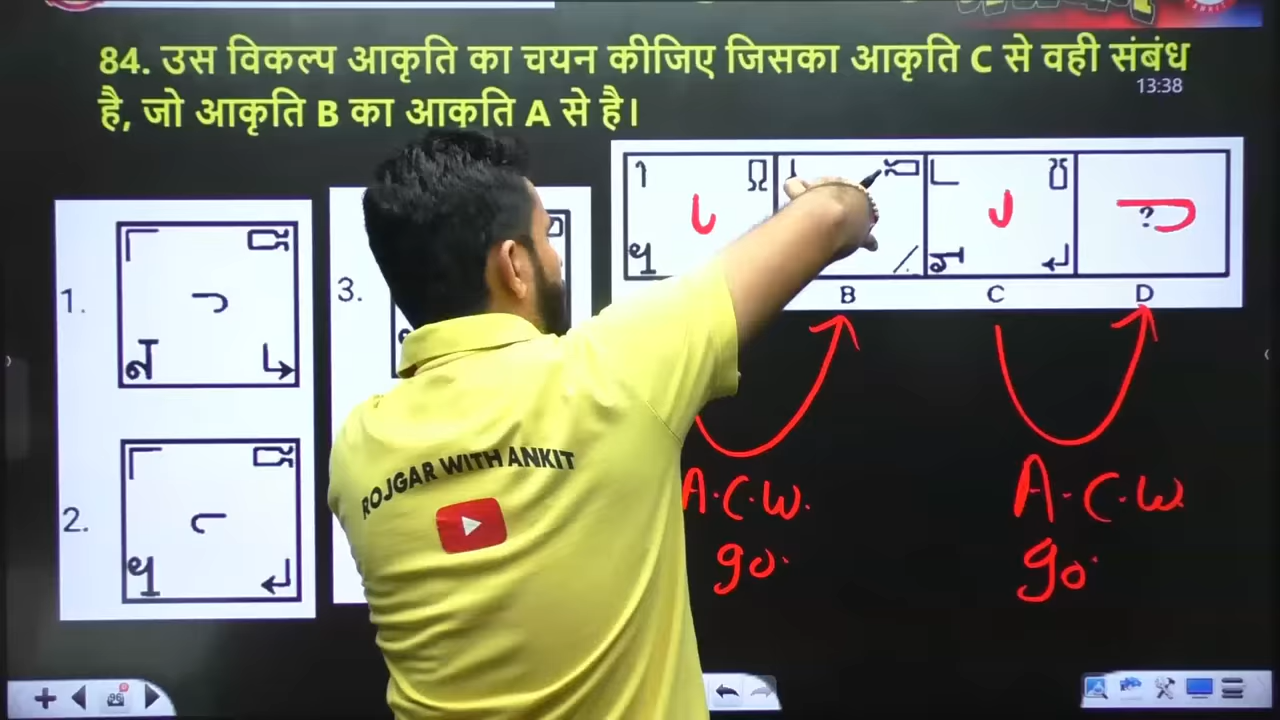 84. उस विकल्प आकृति का चयन कीजिए जिसका आकृति C से वही संबंध
है, जो आकृति B का आकृति A से है।
13:38
1.
3.
?
B
C
D
2.
A.C.W.
90.
A.C.W.
90.
ROJGAR WITH ANKIT